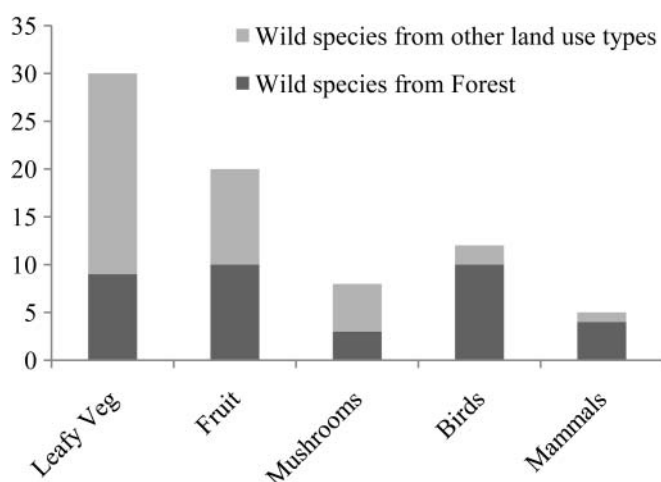 35
30
25
20
15
10
5
0
Wild species from other land use types
Wild species from Forest
Leafy Veg
Fruit
Mushrooms
Birds
Mammals